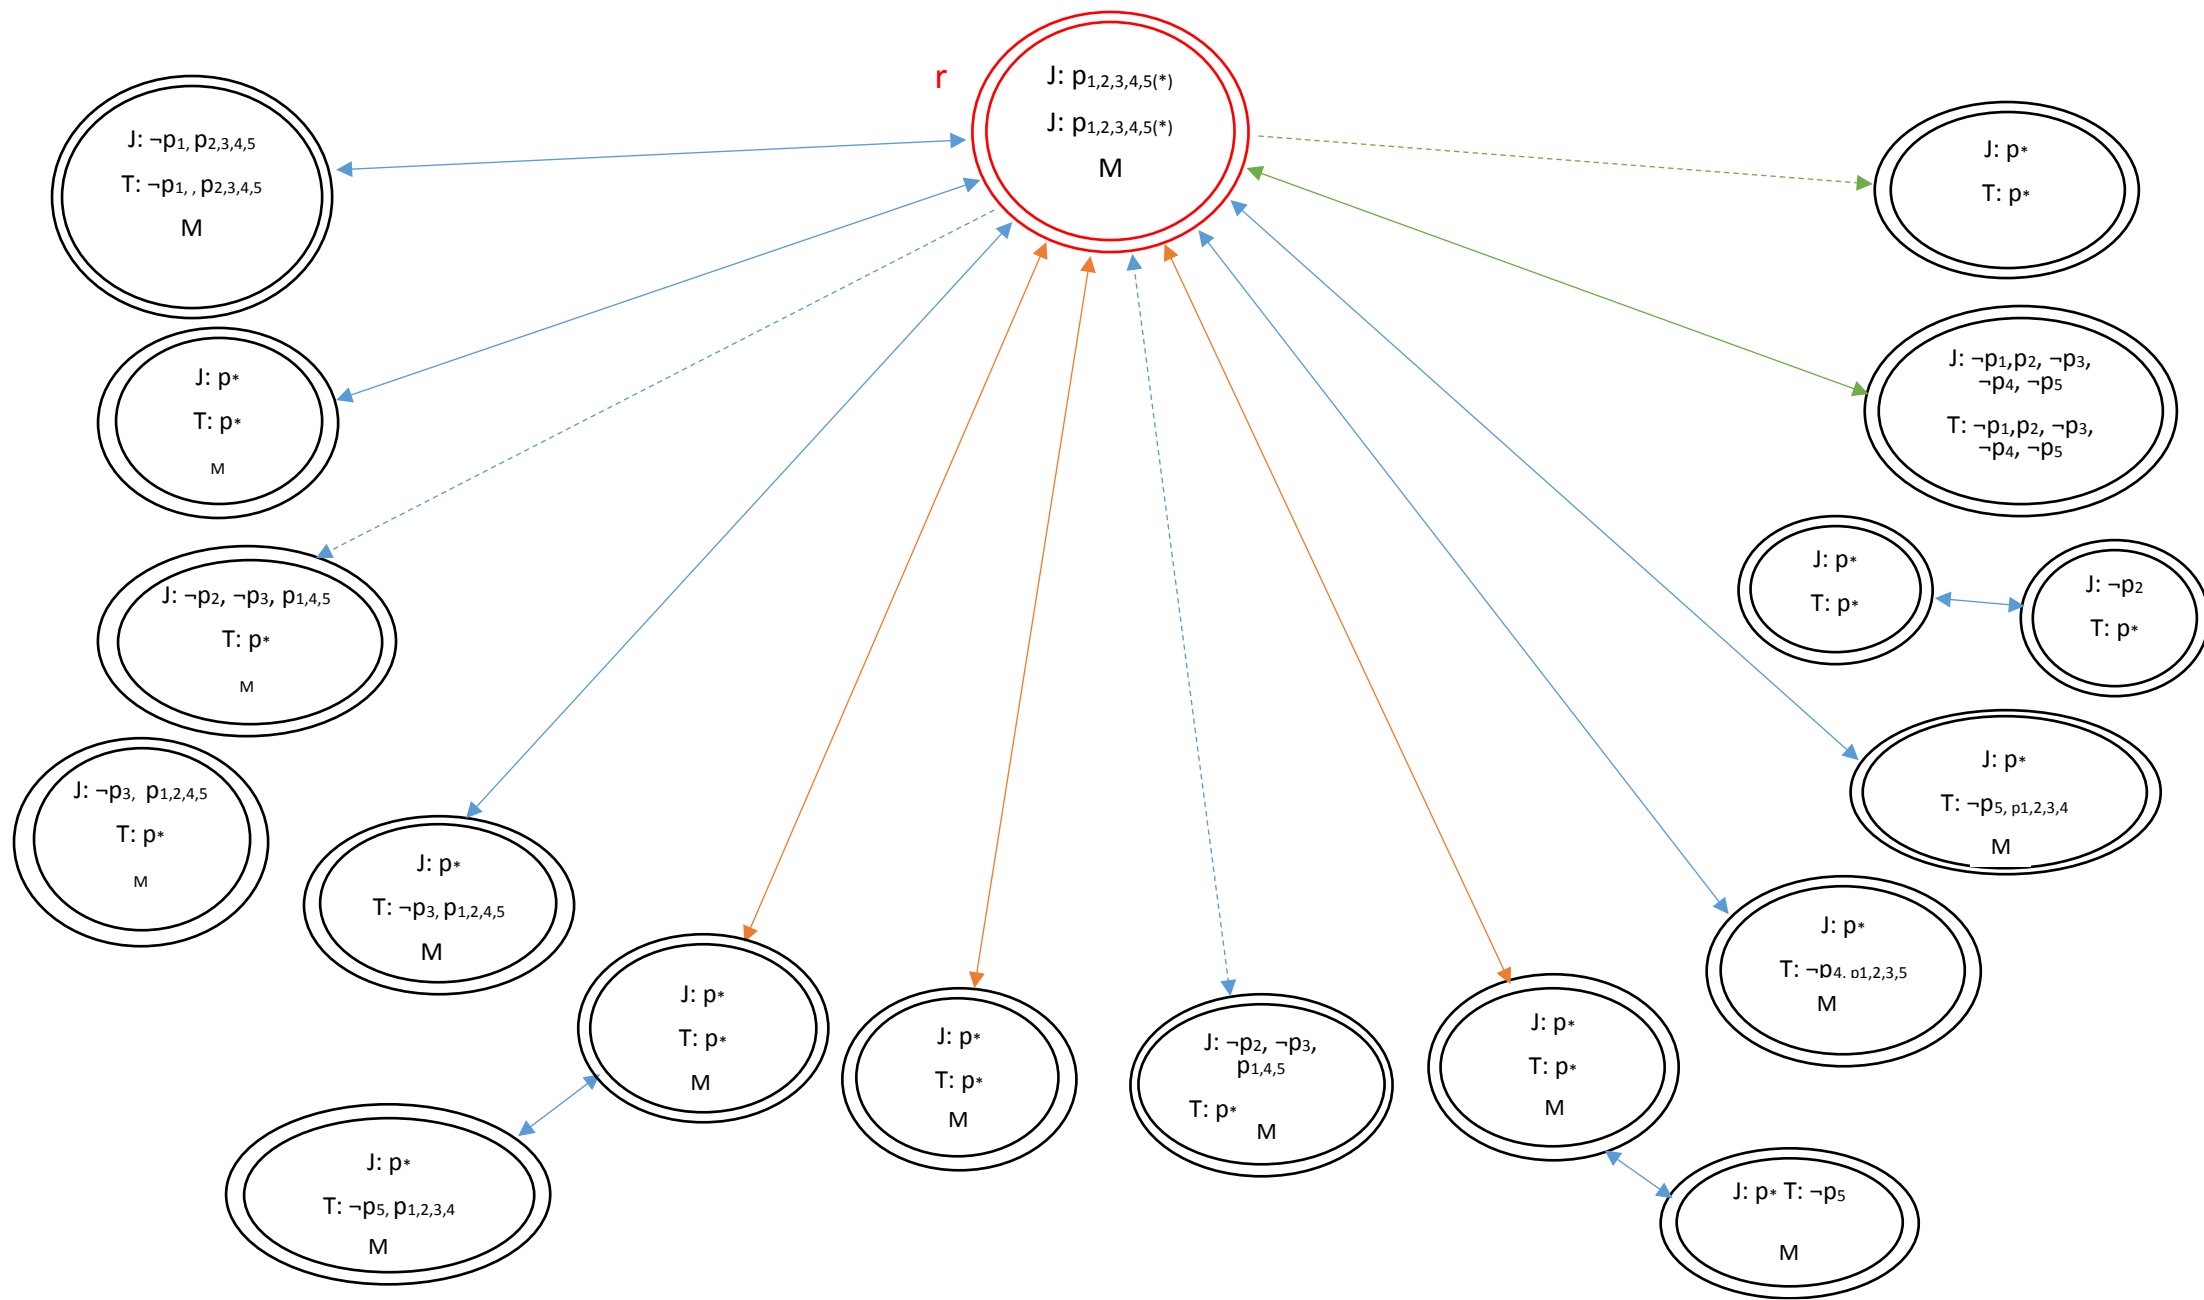 r
J: p1,2,3,4,5(*)
J: p1,2,3,4,5(*)
M
J: ¬p1, p2,3,4,5
T: ¬p1, , p2,3,4,5
M
J: p*
T: p*
M
J: ¬p2, ¬p3, p1,4,5
T: p*
M
J: ¬p3, p1,2,4,5
T: p*
M
J: p*
T: ¬p3, p1,2,4,5
M
J: p*
T: p*
M
J: p*
T: ¬p5, p1,2,3,4
M
J: p*
T: p*
M
J: ¬p2, ¬p3,
p1,4,5
T: p*
M
J: p*
T: p*
M
J: p* T: ¬p5
M
J: p*
T: ¬p4, p1,2,3,5
M
J: p*
T: ¬p5, p1,2,3,4
M
J: p*
T: p*
J: ¬p2
T: p*
J: ¬p1,p2, ¬p3,
¬p4, ¬p5
T: ¬p1,p2, ¬p3,
¬p4, ¬p5
J: p*
T: p*